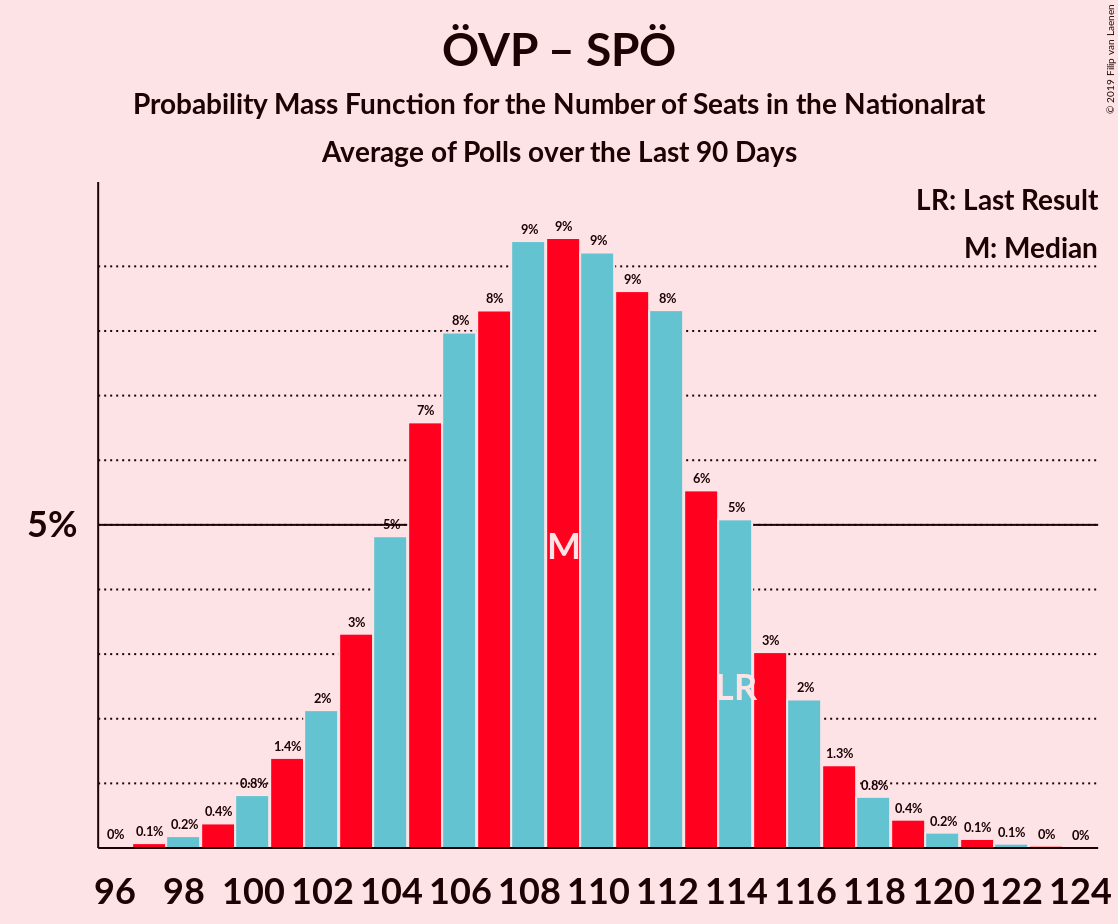 ÖVP – SPÖ
Probability Mass Function for the Number of Seats in the Nationalrat
Average of Polls over the Last 90 Days
© 2019 Filip van Laenen
LR: Last Result
M: Median
5%
0% 0.1% 0.2% 0.4% 0.8% 1.4% 2% 3% 5% 7% 8% 8% 9% 9% 9% 9% 8% 6% 5% 3% 2% 1.3% 0.8% 0.4% 0.2% 0.1% 0.1% 0% 0%
M
LR
96 98 100 102 104 106 108 110 112 114 116 118 120 122 124